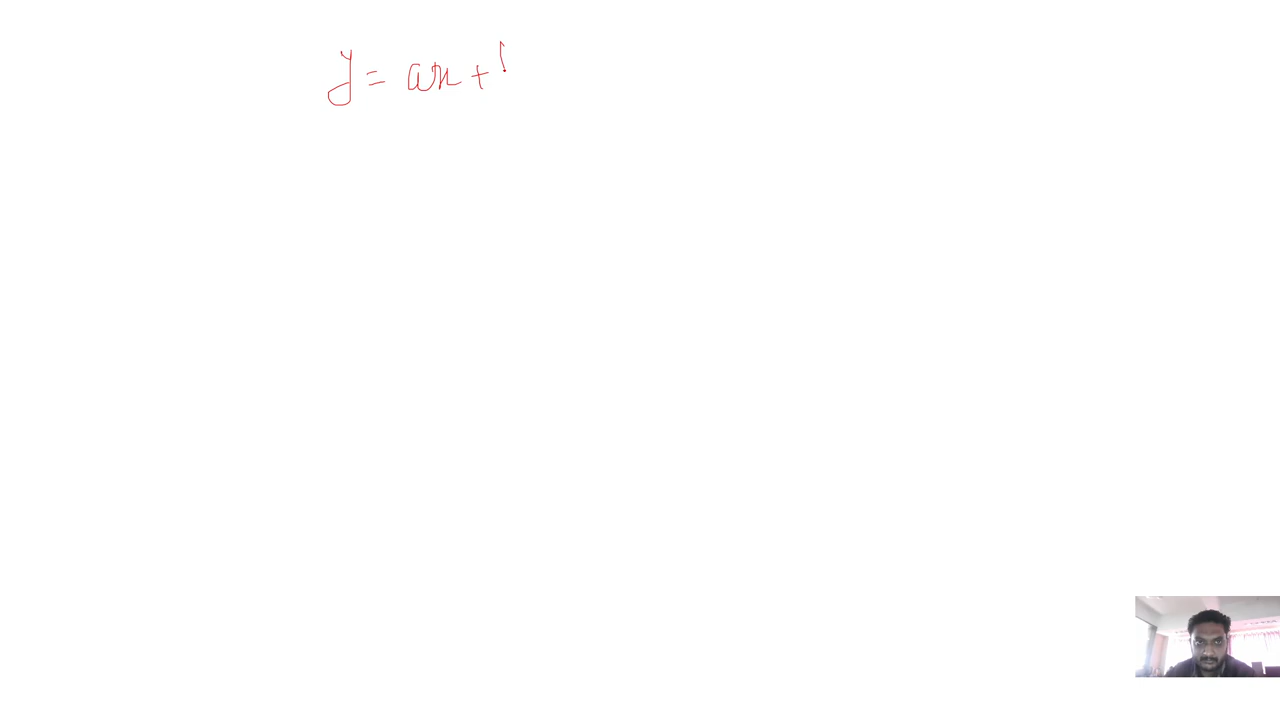 y = ax +